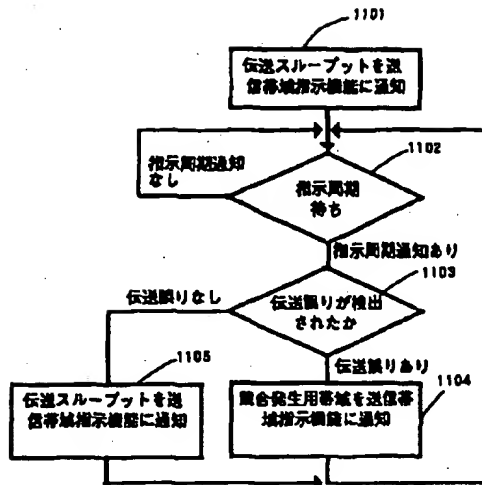 1101
伝送スループットを送
信帯域指示機能に通知
1102
指示周期通知
なし
指示周期
待ち
指示周期通知あり
1103
伝送誤りなし
伝送誤りが検出
されたか
伝送誤りあり
1105
伝送スループットを送
信帯域指示機能に通知
1104
競合発生用帯域を送信帯
域指示機能に通知